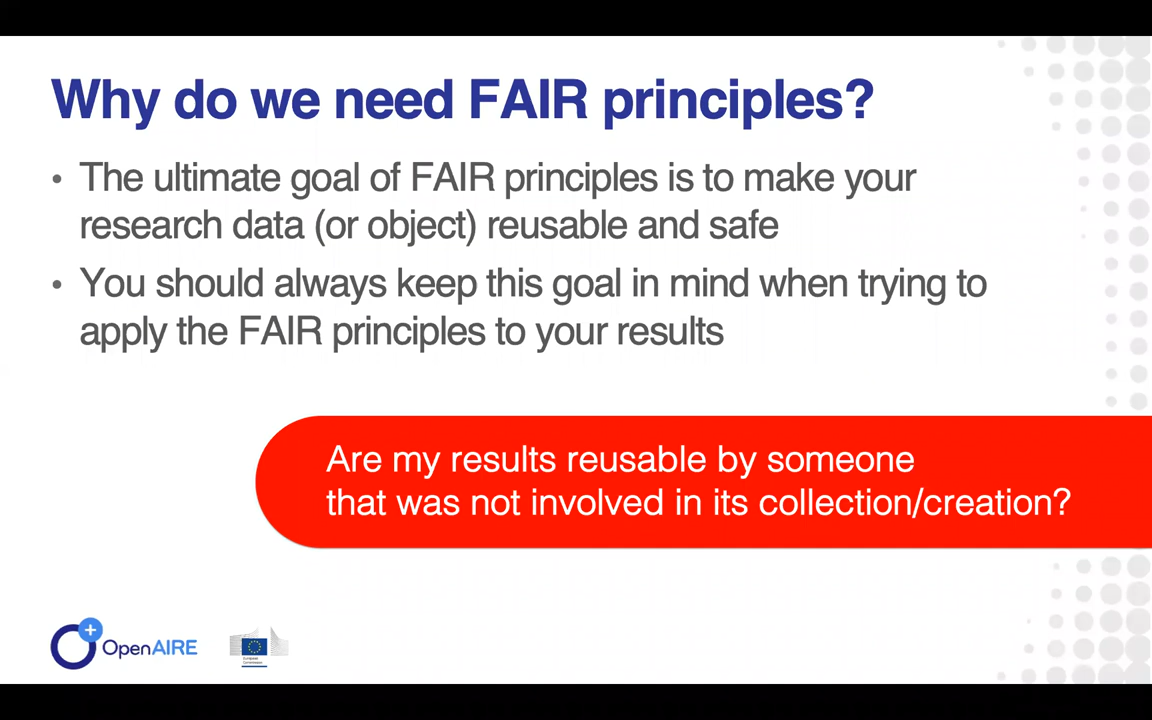 Why do we need FAIR principles?
• The ultimate goal of FAIR principles is to make your
research data (or object) reusable and safe
• You should always keep this goal in mind when trying to
apply the FAIR principles to your results
Are my results reusable by someone
that was not involved in its collection/creation?
OpenAIRE
European
Commission